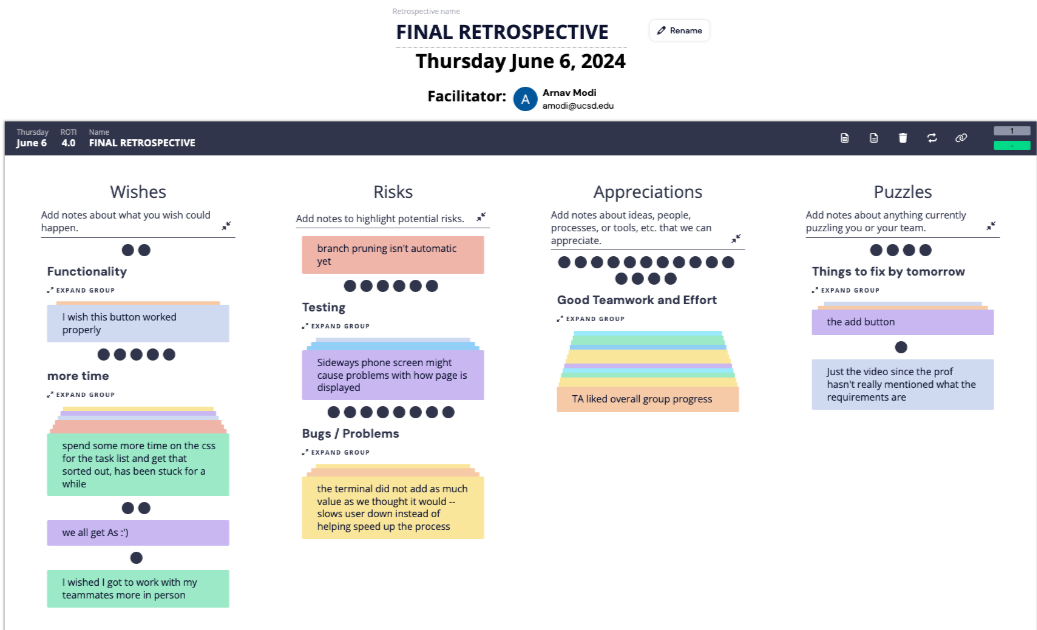 Retrospective name
FINAL RETROSPECTIVE
Rename
Thursday June 6, 2024
Facilitator:
A
Arnav Modi
amodi@ucsd.edu
Thursday
June 6
ROTI
4.0
Name
FINAL RETROSPECTIVE
1
-
Wishes
Add notes about what you wish could
happen.
Functionality
EXPAND GROUP
I wish this button worked
properly
more time
EXPAND GROUP
spend some more time on the css
for the task list and get that
sorted out, has been stuck for a
while
we all get As :')
I wished I got to work with my
teammates more in person
Risks
Add notes to highlight potential risks.
branch pruning isn't automatic
yet
Testing
EXPAND GROUP
Sideways phone screen might
cause problems with how page is
displayed
Bugs / Problems
EXPAND GROUP
the terminal did not add as much
value as we thought it would --
slows user down instead of
helping speed up the process
Appreciations
Add notes about ideas, people,
processes, or tools, etc. that we can
appreciate.
Good Teamwork and Effort
EXPAND GROUP
TA liked overall group progress
Puzzles
Add notes about anything currently
puzzling you or your team.
Things to fix by tomorrow
EXPAND GROUP
the add button
Just the video since the prof
hasn't really mentioned what the
requirements are